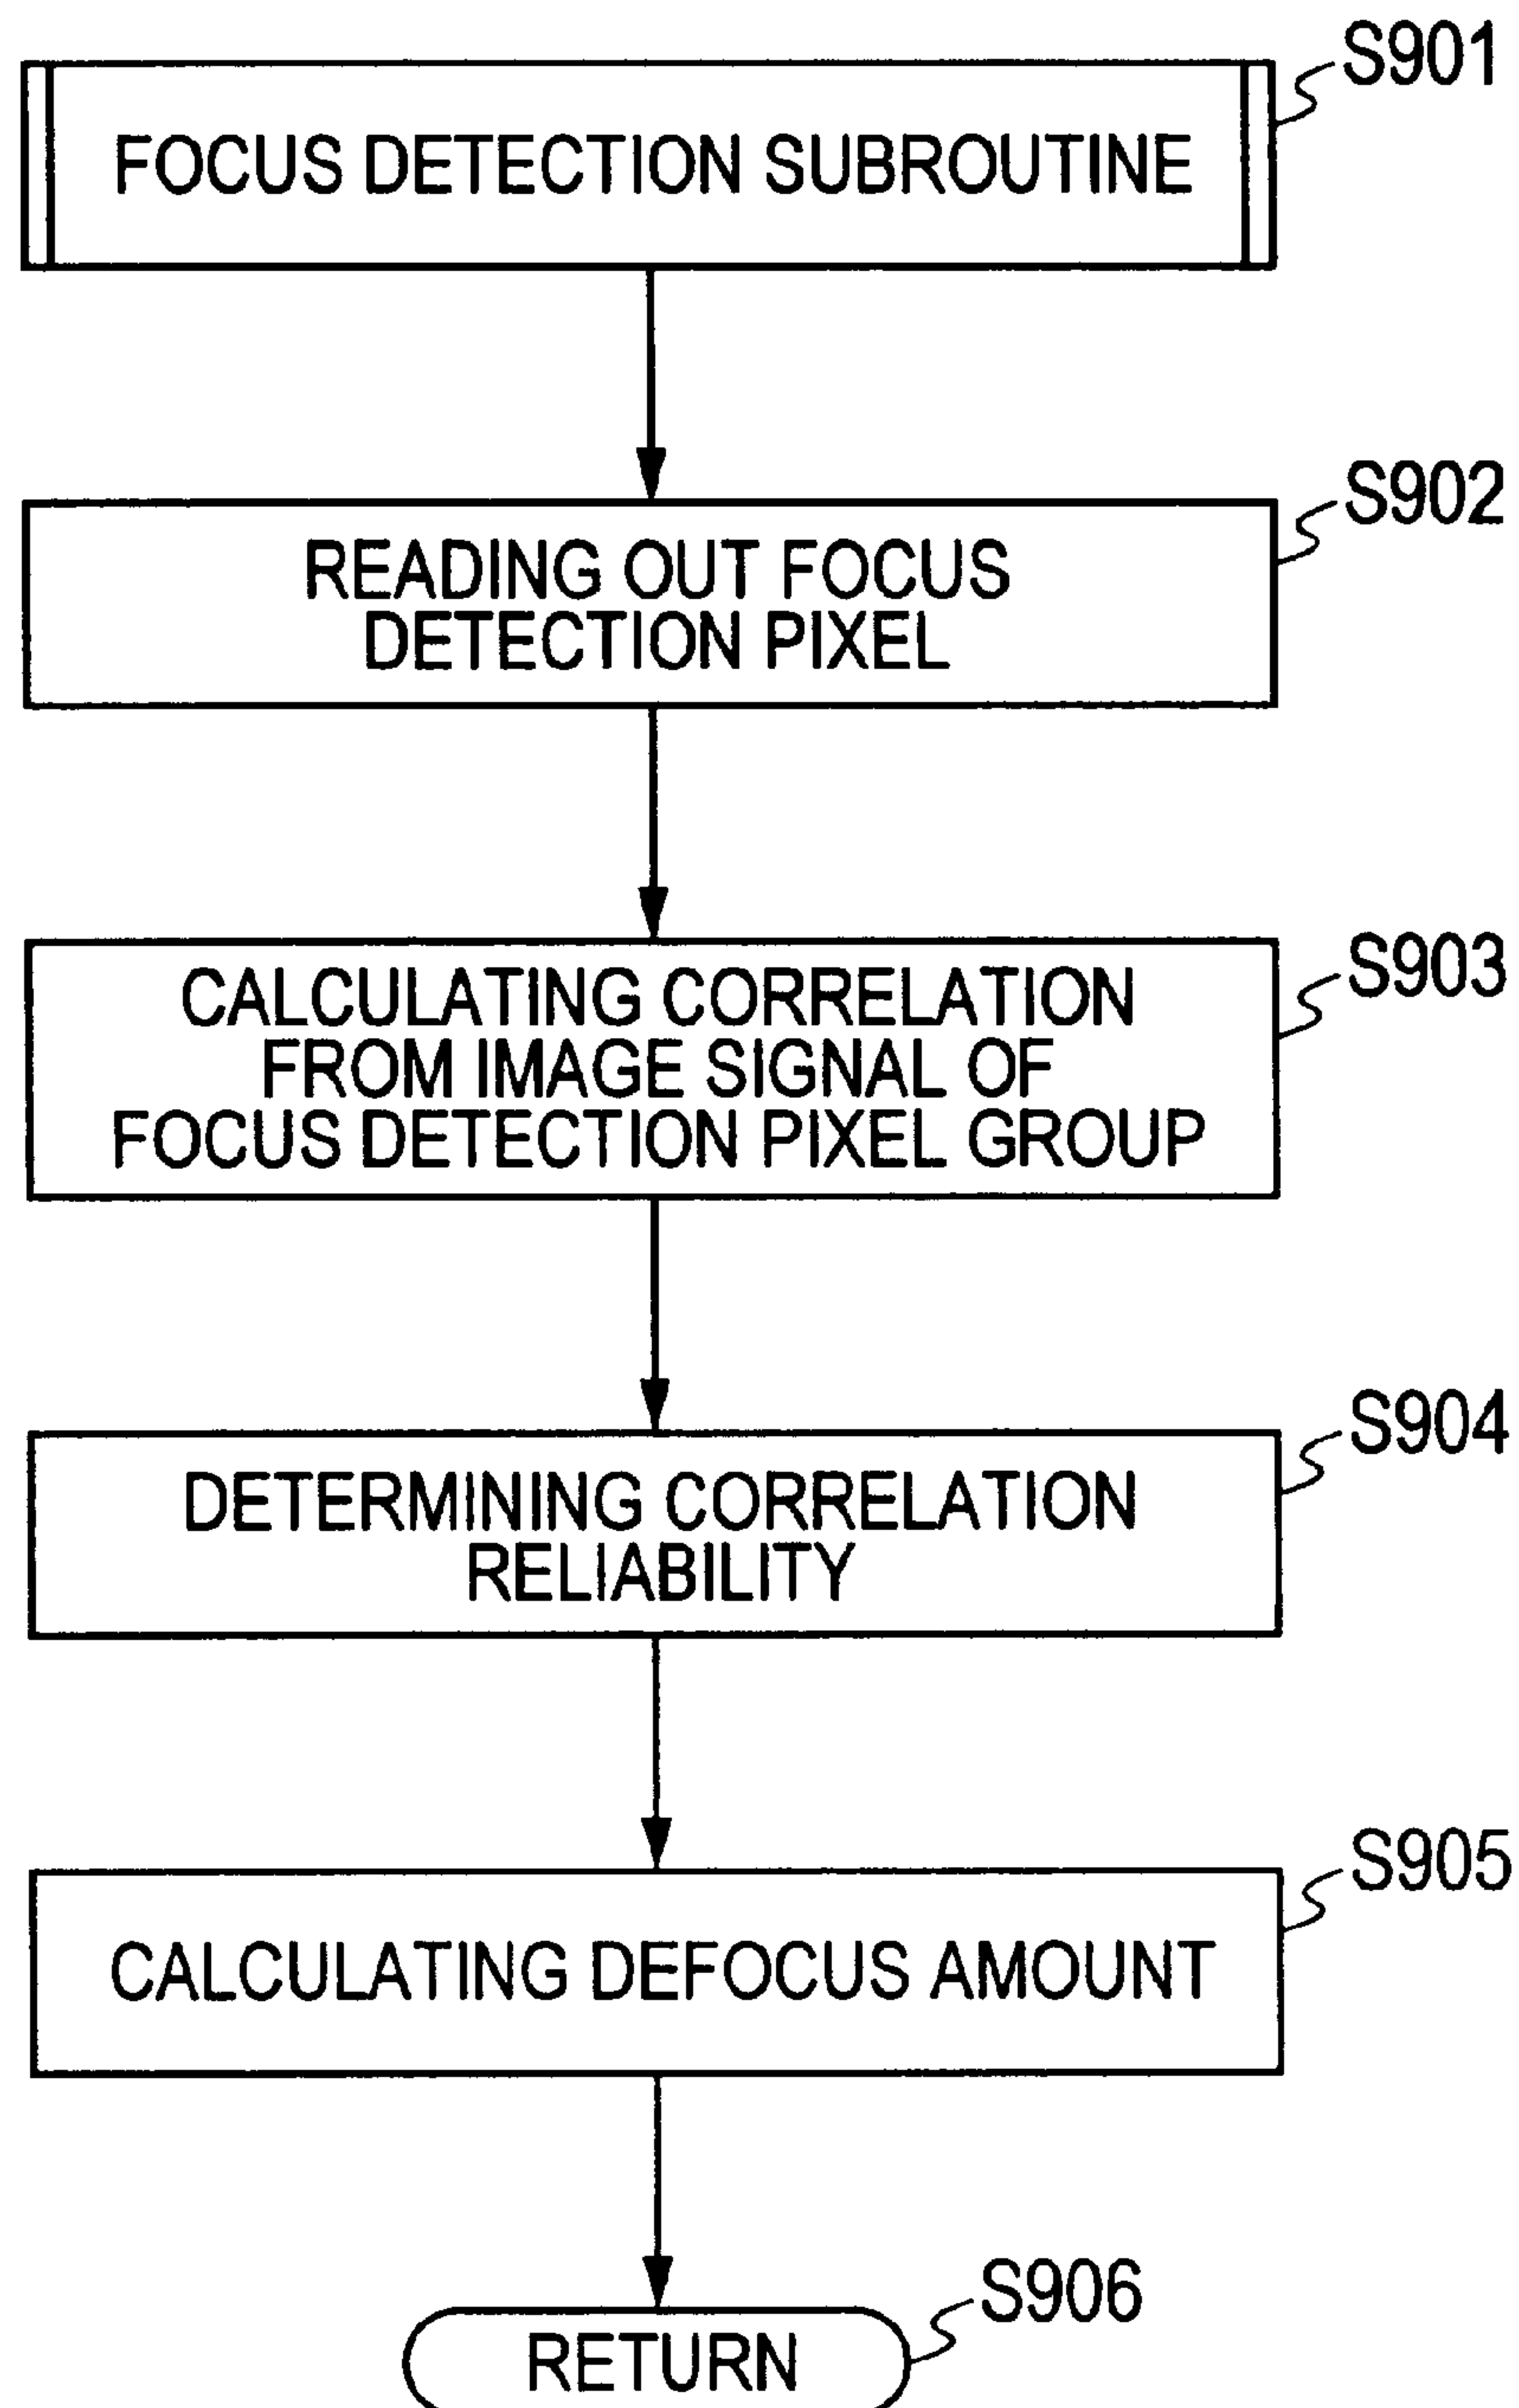 S901
FOCUS DETECTION SUBROUTINE
S902
READING OUT FOCUS
DETECTION PIXEL
S903
CALCULATING CORRELATION
FROM IMAGE SIGNAL OF
FOCUS DETECTION PIXEL GROUP
S904
DETERMINING CORRELATION
RELIABILITY
S905
CALCULATING DEFOCUS AMOUNT
S906
RETURN